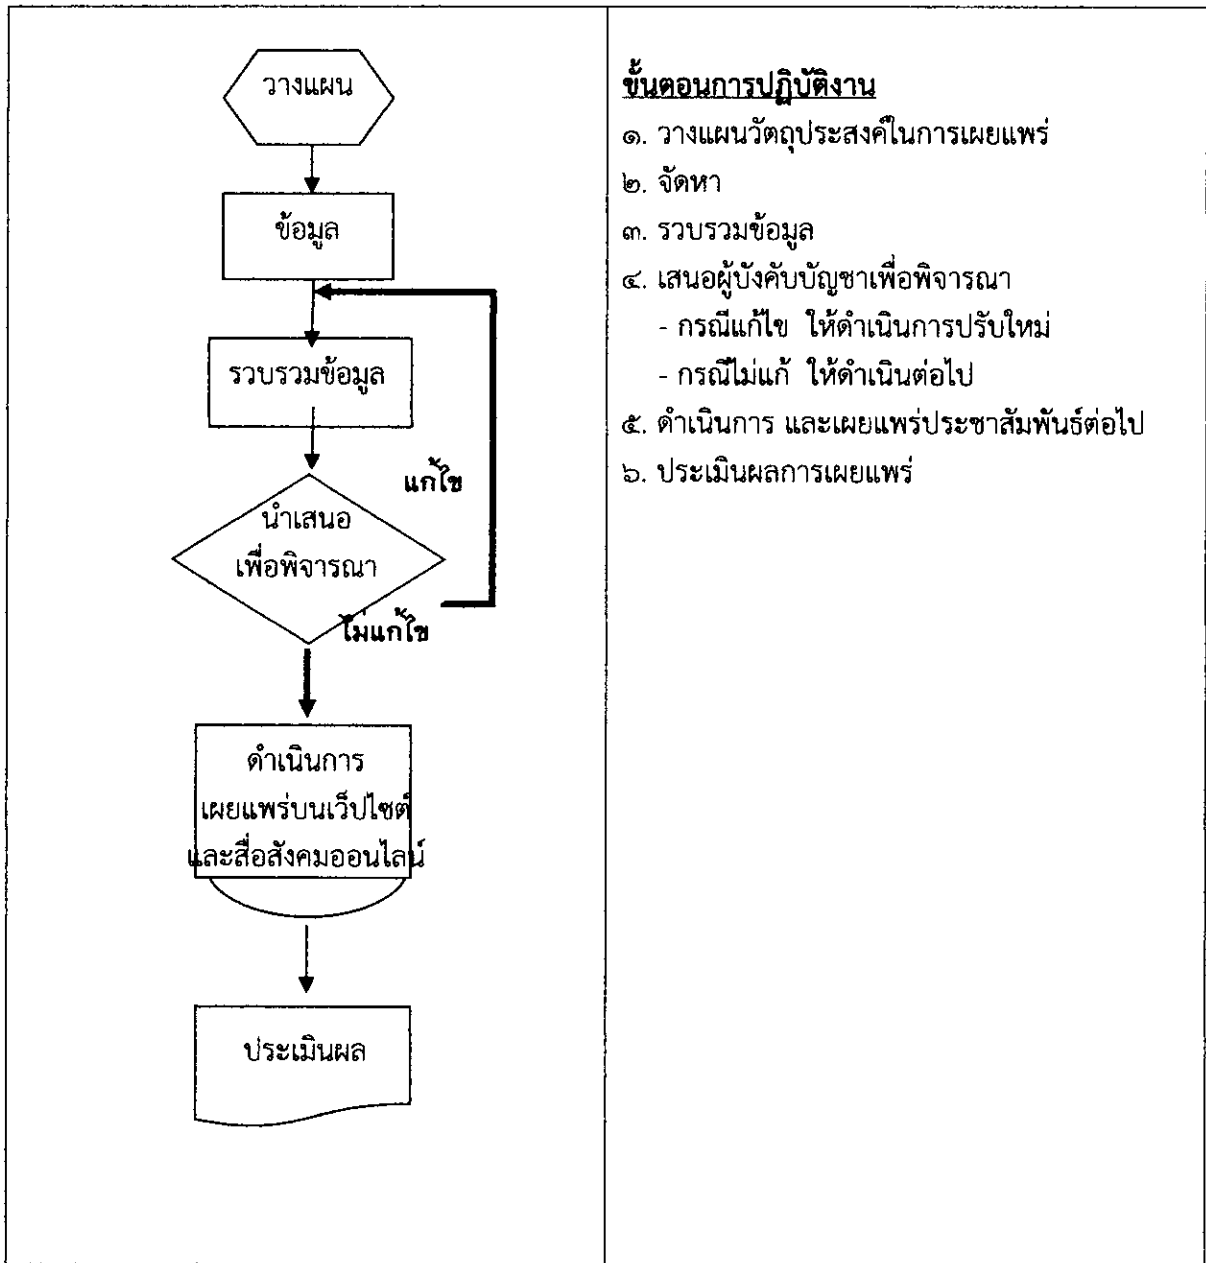 วางแผน
ข้อมูล
รวบรวมข้อมูล
แก้ไข
นำเสนอ
เพื่อพิจารณา
ไม่แก้ไข
ดำเนินการ
เผยแพร่บนเว็ปไซต์
และสื่อสังคมออนไลน์
ประเมินผล
ขั้นตอนการปฏิบัติงาน
๑. วางแผนวัตถุประสงค์ในการเผยแพร่
๒. จัดหา
๓. รวบรวมข้อมูล
๔. เสนอผู้บังคับบัญชาเพื่อพิจารณา
- กรณีแก้ไข ให้ดำเนินการปรับใหม่
- กรณีไม่แก้ ให้ดำเนินต่อไป
๕. ดำเนินการ และเผยแพร่ประชาสัมพันธ์ต่อไป
๖. ประเมินผลการเผยแพร่